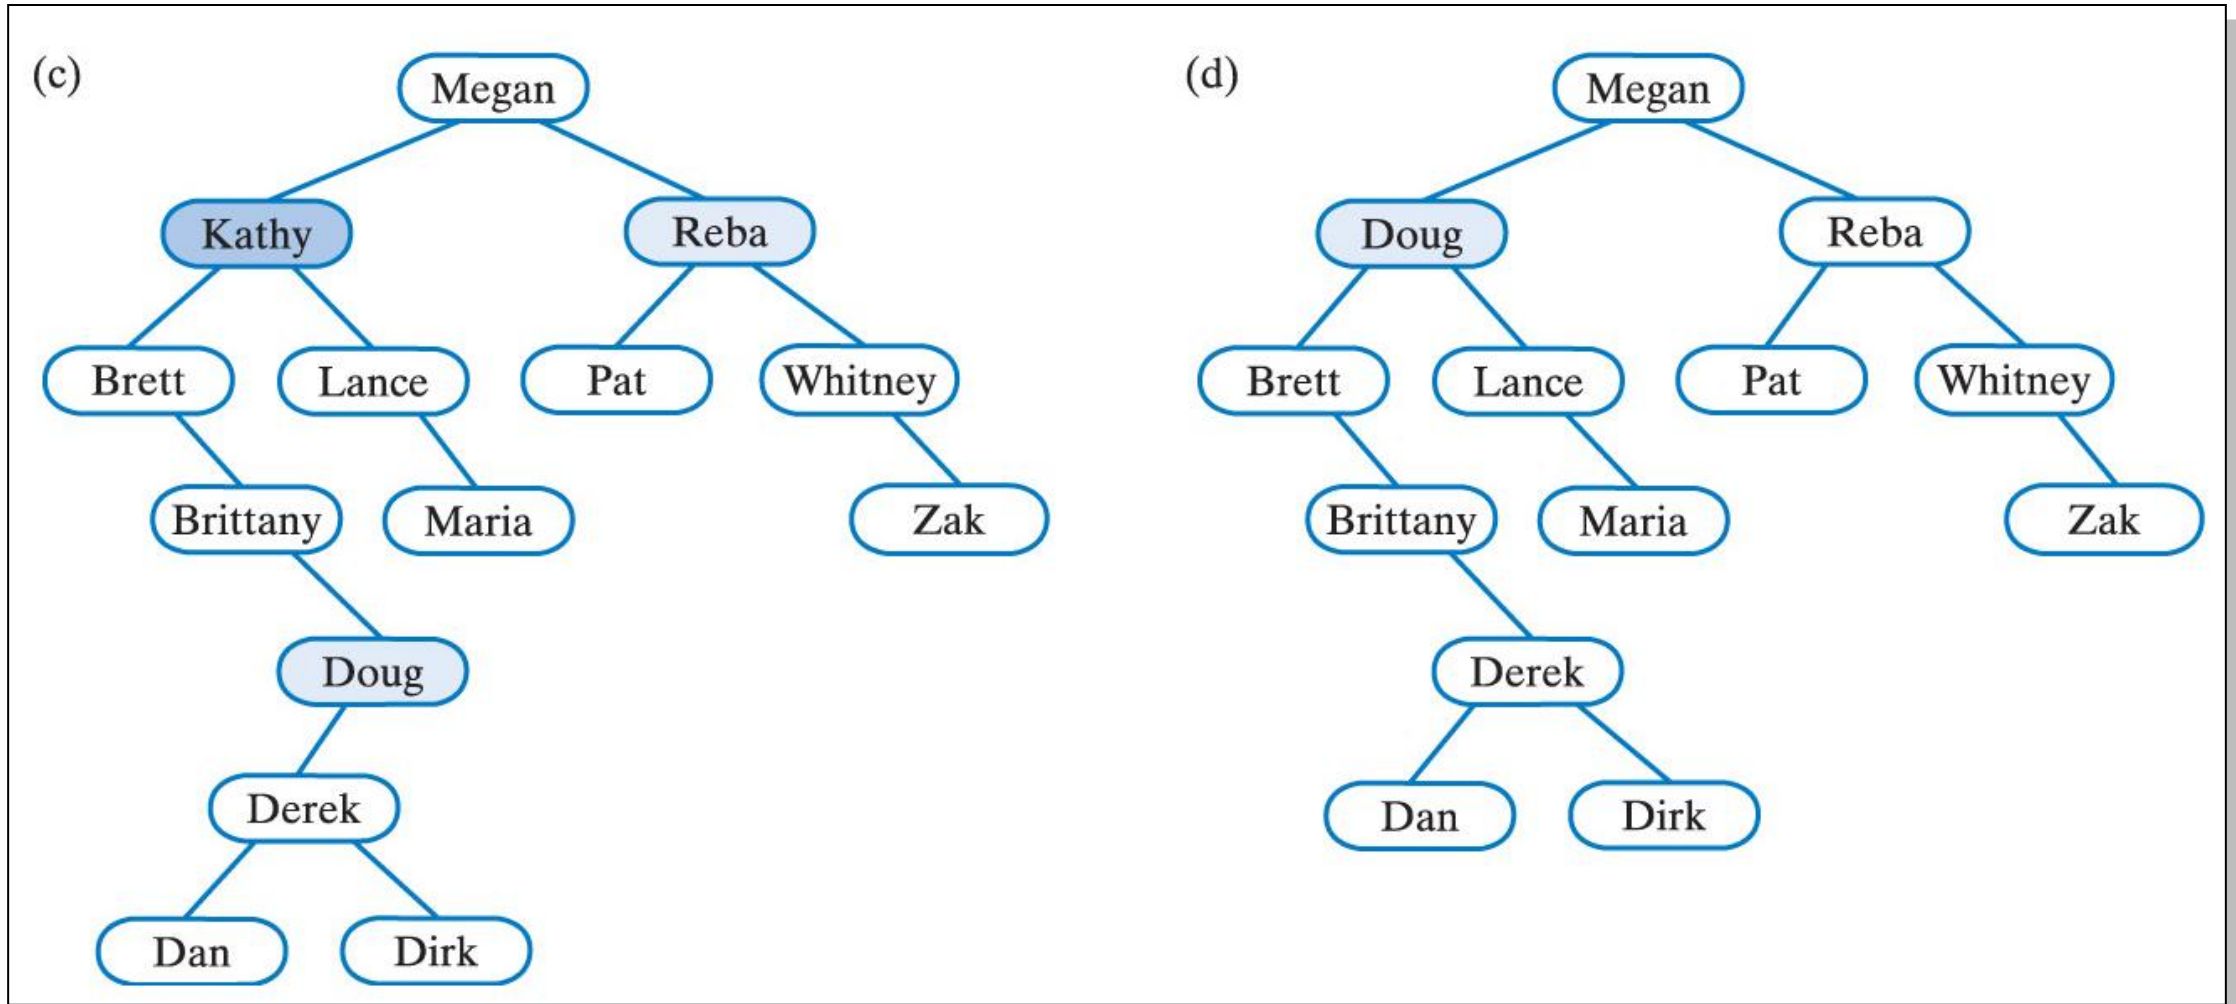 (c)
Megan
Kathy
Reba
Brett
Lance
Pat
Whitney
Brittany
Maria
Zak
Doug
Derek
Dan
Dirk
(d)
Megan
Doug
Reba
Brett
Lance
Pat
Whitney
Brittany
Maria
Zak
Derek
Dan
Dirk